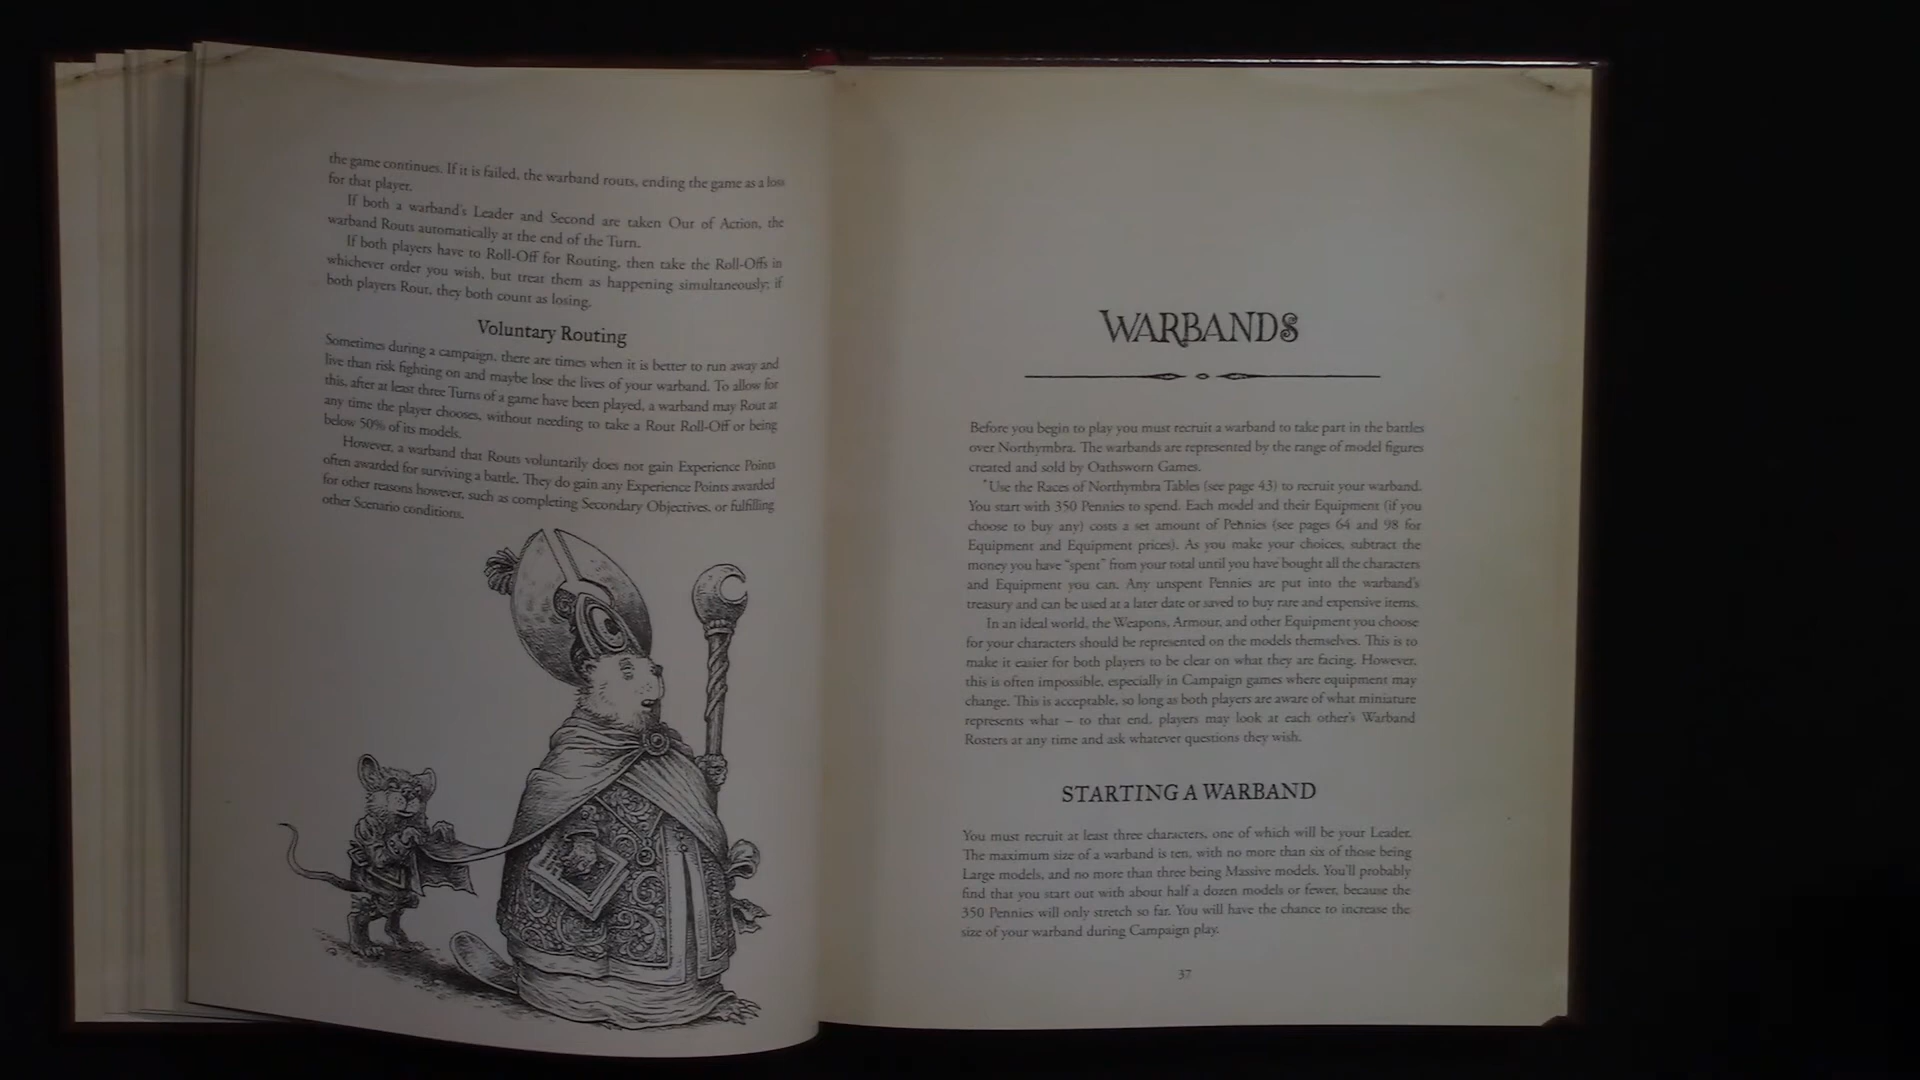 the game continues. If it is failed, the warband routs, ending the game as a loss
for that player.
If both a warband's Leader and Second are taken Out of Action, the
warband Routs automatically at the end of the Turn.
If both players have to Roll-Off for Routing, then take the Roll-Offs in
whichever order you wish, but treat them as happening simultaneously; if
both players Rout, they both count as losing.
Voluntary Routing
Sometimes during a campaign, there are times when it is better to run away and
live than risk fighting on and maybe lose the lives of your warband. To allow for
this, after at least three Turns of a game have been played, a warband may Rout at
any time the player chooses, without needing to take a Rout Roll-Off or being
below 50% of its models.
However, a warband that Routs voluntarily does not gain Experience Points
often awarded for surviving a battle. They do gain any Experience Points awarded
for other reasons however, such as completing Secondary Objectives, or fulfilling
other Scenario conditions.
WARBANDS
Before you begin to play you must recruit a warband to take part in the battles
over Northymbra. The warbands are represented by the range of model figures
created and sold by Oathsworn Games.
Use the Races of Northymbra Tables (see page 43) to recruit your warband.
You start with 350 Pennies to spend. Each model and their Equipment (if you
choose to buy any) costs a set amount of Pennies (see pages 64 and 98 for
Equipment and Equipment prices). As you make your choices, subtract the
money you have “spent” from your total until you have bought all the characters
and Equipment you can. Any unspent Pennies are put into the warband's
treasury and can be used at a later date or saved to buy rare and expensive items.
In an ideal world, the Weapons, Armour, and other Equipment you choose
for your characters should be represented on the models themselves. This is to
make it easier for both players to be clear on what they are facing. However,
this is often impossible, especially in Campaign games where equipment may
change. This is acceptable, so long as both players are aware of what miniature
represents what – to that end, players may look at each other's Warband
Rosters at any time and ask whatever questions they wish.
STARTING A WARBAND
You must recruit at least three characters, one of which will be your Leader.
The maximum size of a warband is ten, with no more than six of those being
Large models, and no more than three being Massive models. You'll probably
find that you start out with about half a dozen models or fewer, because the
350 Pennies will only stretch so far. You will have the chance to increase the
size of your warband during Campaign play.
37